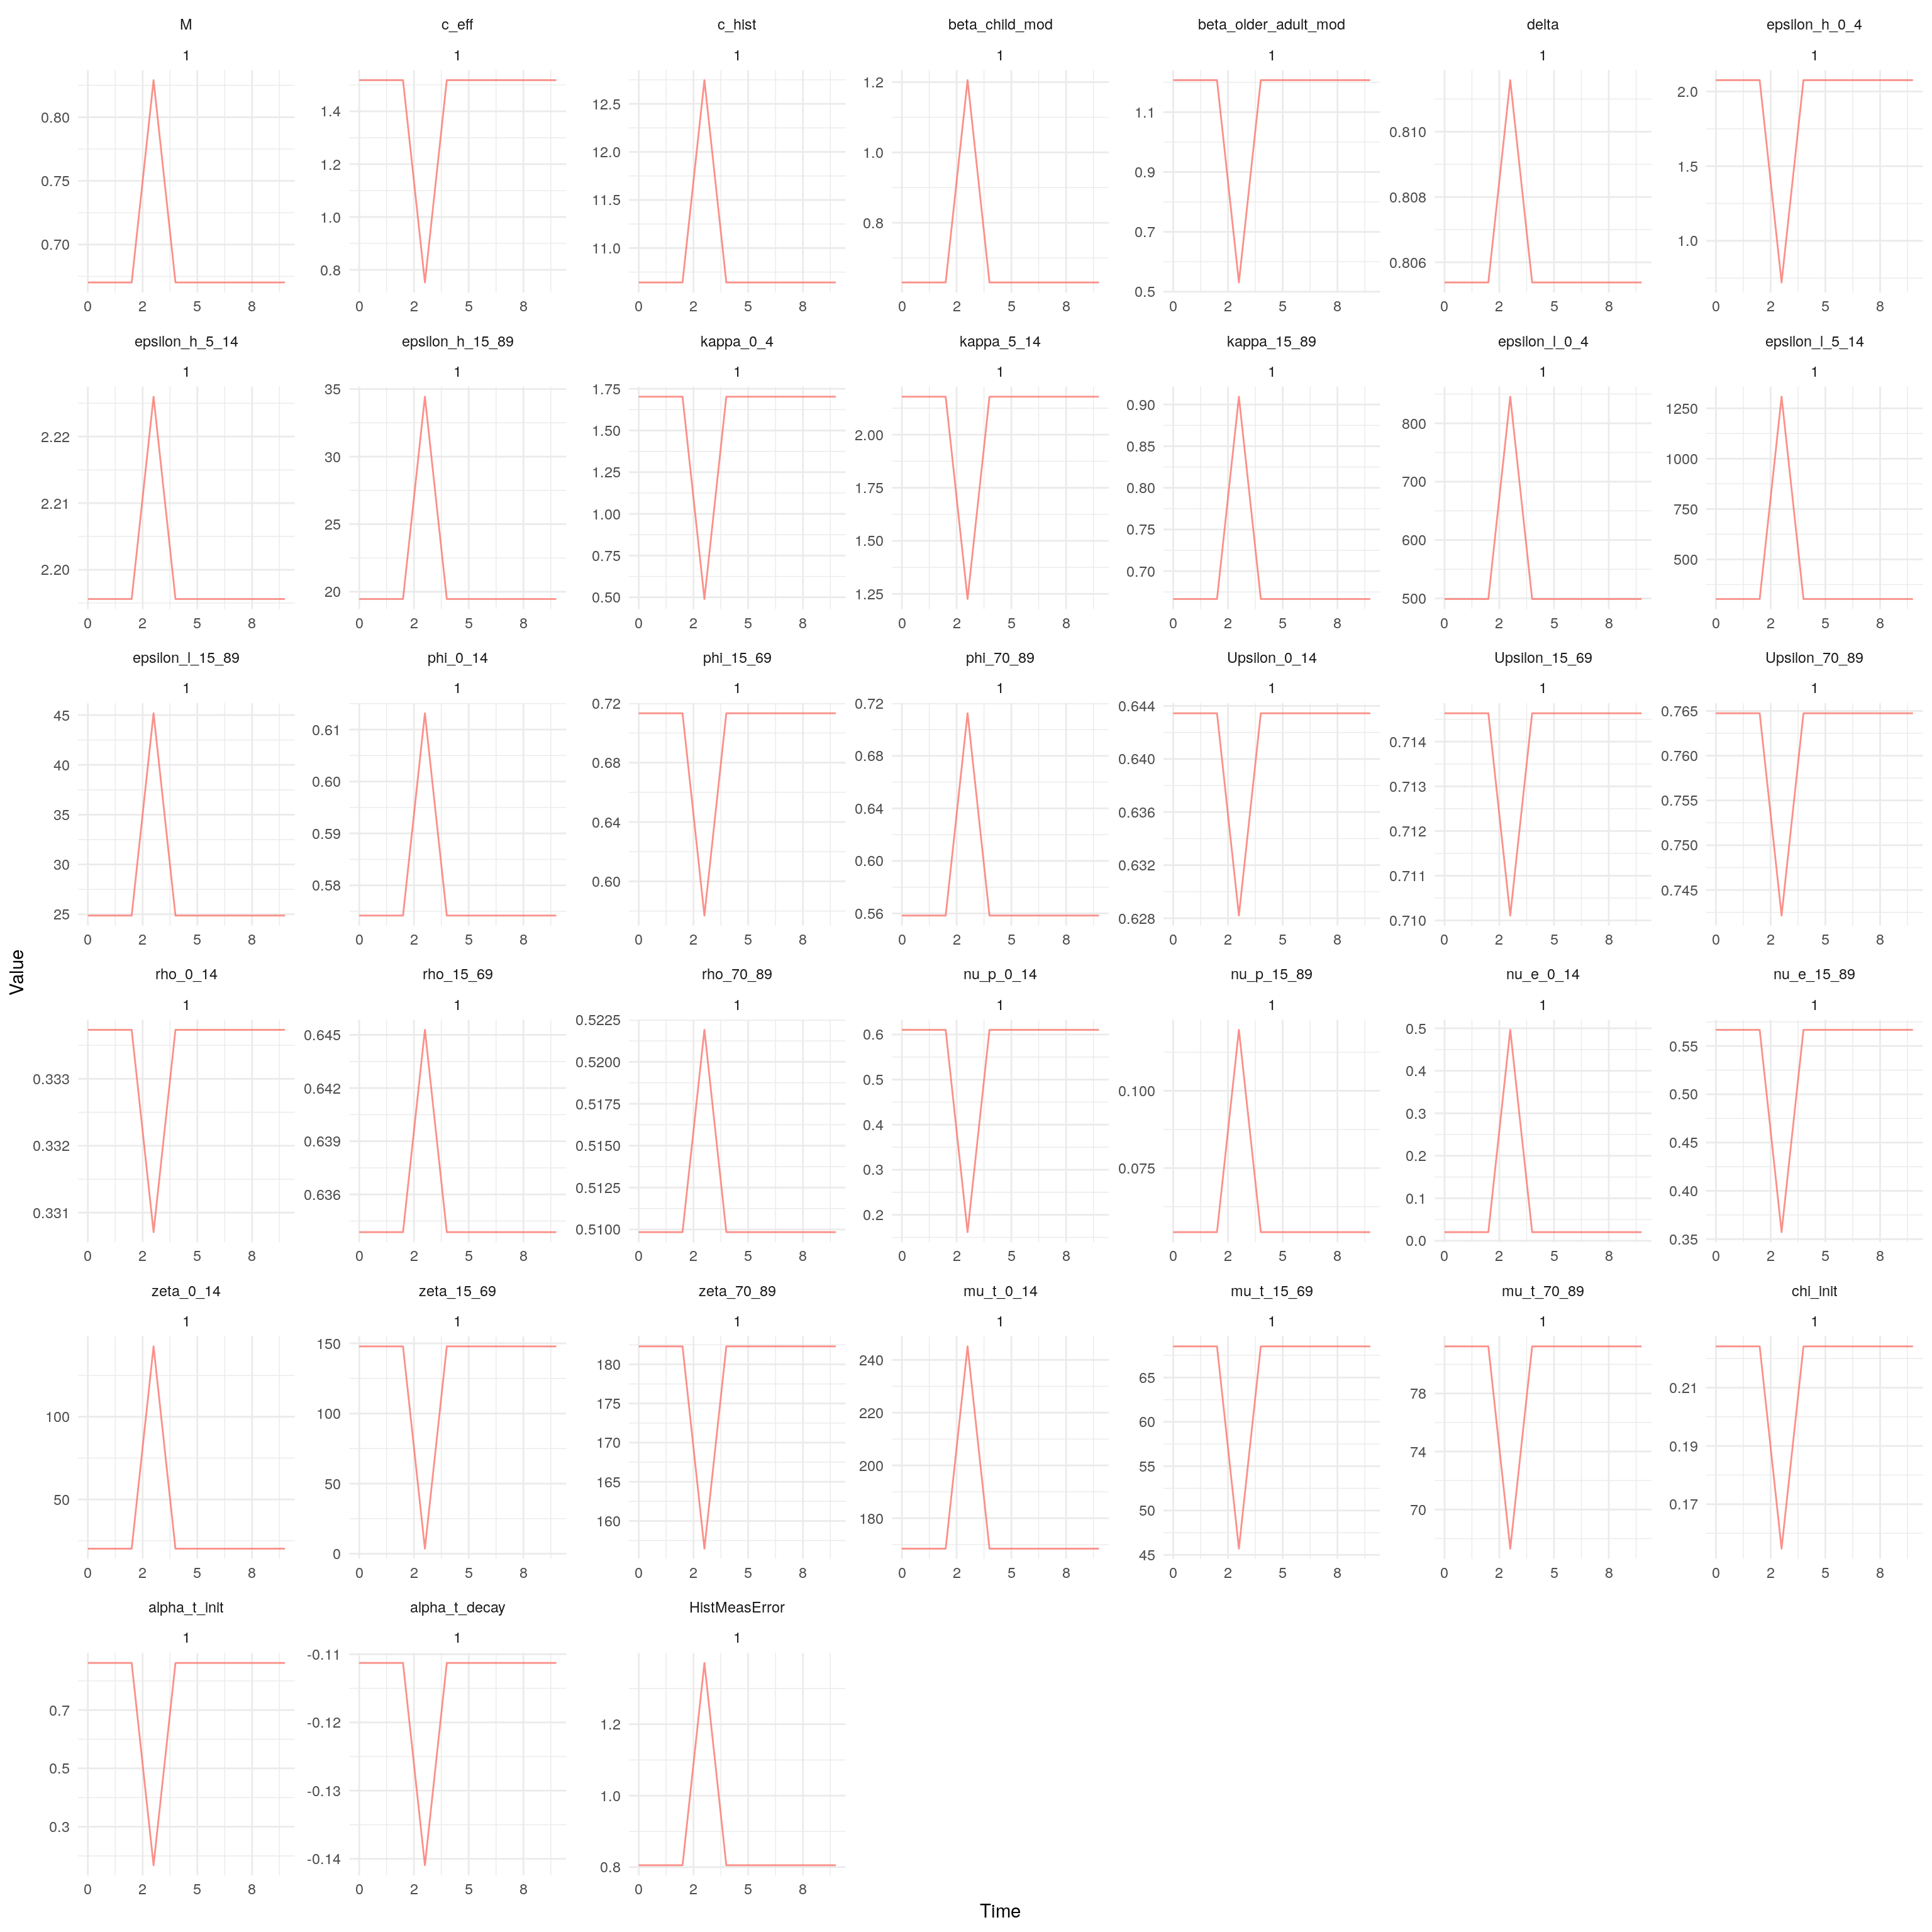 M
1
0.80
0.75
0.70
0 2 5 8
c_eff
1
1.4
1.2
1.0
0.8
0 2 5 8
c_hist
1
12.5
12.0
11.5
11.0
0 2 5 8
beta_child_mod
1
1.2
1.0
0.8
0 2 5 8
beta_older_adult_mod
1
1.1
0.9
0.7
0.5
0 2 5 8
delta
1
0.810
0.808
0.806
0 2 5 8
epsilon_h_0_4
1
2.0
1.5
1.0
0 2 5 8
epsilon_h_5_14
1
2.22
2.21
2.20
0 2 5 8
epsilon_h_15_89
1
35
30
25
20
0 2 5 8
kappa_0_4
1
1.75
1.50
1.25
1.00
0.75
0.50
0 2 5 8
kappa_5_14
1
2.00
1.75
1.50
1.25
0 2 5 8
kappa_15_89
1
0.90
0.85
0.80
0.75
0.70
0 2 5 8
epsilon_l_0_4
1
800
700
600
500
0 2 5 8
epsilon_l_5_14
1
1250
1000
750
500
0 2 5 8
epsilon_l_15_89
1
45
40
35
30
25
0 2 5 8
phi_0_14
1
0.61
0.60
0.59
0.58
0 2 5 8
phi_15_69
1
0.72
0.68
0.64
0.60
0 2 5 8
phi_70_89
1
0.72
0.68
0.64
0.60
0.56
0 2 5 8
Upsilon_0_14
1
0.644
0.640
0.636
0.632
0.628
0 2 5 8
Upsilon_15_69
1
0.714
0.713
0.712
0.711
0.710
0 2 5 8
Upsilon_70_89
1
0.765
0.760
0.755
0.750
0.745
0 2 5 8
rho_0_14
1
0.333
0.332
0.331
0 2 5 8
rho_15_69
1
0.645
0.642
0.639
0.636
0 2 5 8
rho_70_89
1
0.5225
0.5200
0.5175
0.5150
0.5125
0.5100
0 2 5 8
nu_p_0_14
1
0.6
0.5
0.4
0.3
0.2
0 2 5 8
nu_p_15_89
1
0.100
0.075
0 2 5 8
nu_e_0_14
1
0.5
0.4
0.3
0.2
0.1
0.0
0 2 5 8
nu_e_15_89
1
0.55
0.50
0.45
0.40
0.35
0 2 5 8
zeta_0_14
1
100
50
0 2 5 8
zeta_15_69
1
150
100
50
0
0 2 5 8
zeta_70_89
1
180
175
170
165
160
0 2 5 8
mu_t_0_14
1
240
220
200
180
0 2 5 8
mu_t_15_69
1
65
60
55
50
45
0 2 5 8
mu_t_70_89
1
78
74
70
0 2 5 8
chi_init
1
0.21
0.19
0.17
0 2 5 8
alpha_t_init
1
0.7
0.5
0.3
0 2 5 8
alpha_t_decay
1
-0.11
-0.12
-0.13
-0.14
0 2 5 8
HistMeasError
1
1.2
1.0
0.8
0 2 5 8
Value
Time